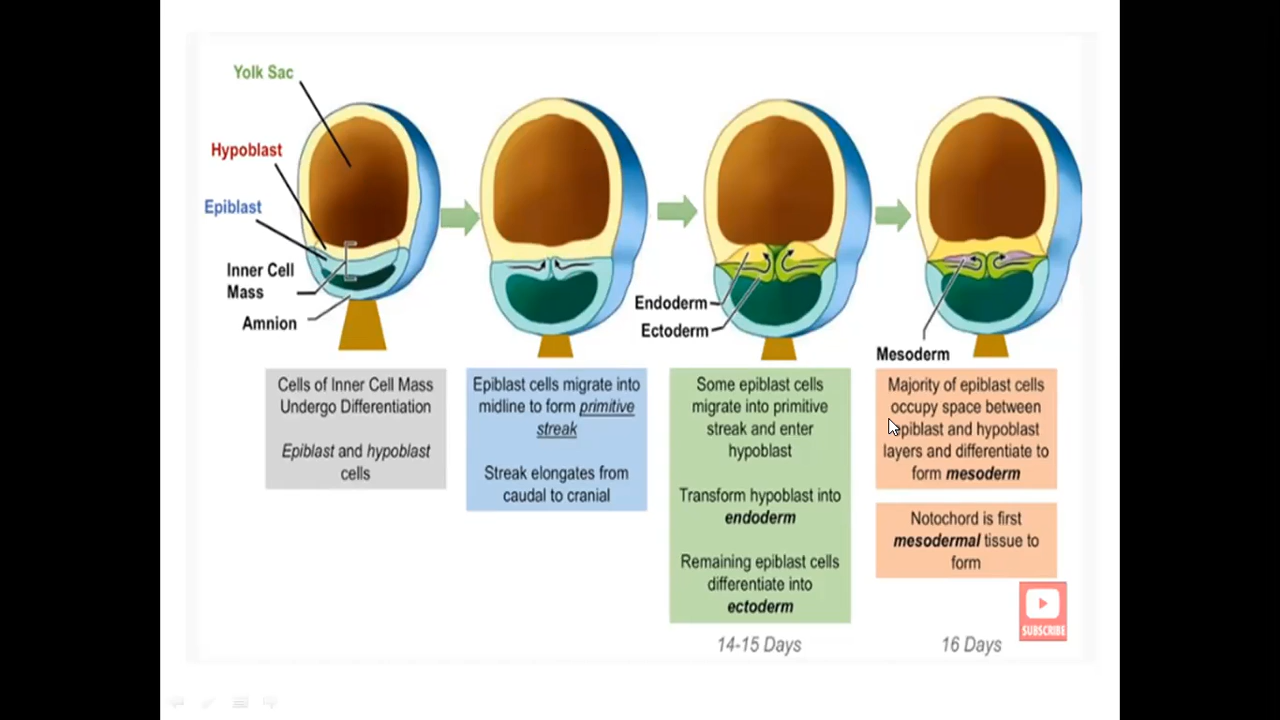 Yolk Sac
Hypoblast
Epiblast
Inner Cell
Mass
Amnion
Endoderm
Ectoderm
Mesoderm
Cells of Inner Cell Mass
Undergo Differentiation
Epiblast and hypoblast
cells
Epiblast cells migrate into
midline to form primitive
streak
Streak elongates from
caudal to cranial
Some epiblast cells
migrate into primitive
streak and enter
hypoblast
Transform hypoblast into
endoderm
Remaining epiblast cells
differentiate into
ectoderm
14-15 Days
Majority of epiblast cells
occupy space between
epiblast and hypoblast
layers and differentiate to
form mesoderm
Notochord is first
mesodermal tissue to
form
16 Days
SUBSCRIBE